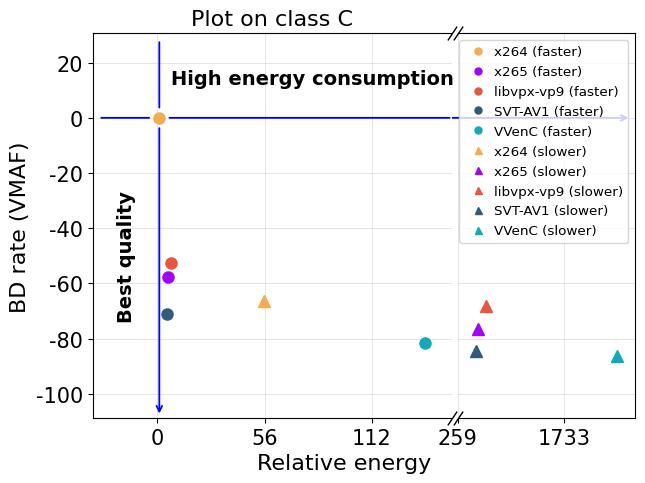 Plot on class C
20
0
-20
-40
-60
-80
-100
BD rate (VMAF)
High energy consumption
Best quality
x264 (faster)
x265 (faster)
libvpx-vp9 (faster)
SVT-AV1 (faster)
VVenC (faster)
x264 (slower)
x265 (slower)
libvpx-vp9 (slower)
SVT-AV1 (slower)
VVenC (slower)
0 56 112 259 1733
Relative energy